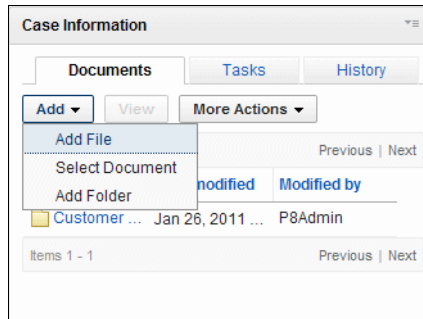 Case Information
Documents Tasks History
Add View More Actions
Add File
Previous | Next
Select Document
Add Folder
modified Modified by
Customer ... Jan 26, 2011 ... P8Admin
Items 1 - 1 Previous | Next